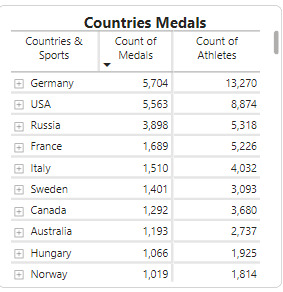 Countries Medals
Countries & Sports Count of Medals Count of Athletes
Germany 5,704 13,270
USA 5,563 8,874
Russia 3,898 5,318
France 1,689 5,226
Italy 1,510 4,032
Sweden 1,401 3,093
Canada 1,292 3,680
Australia 1,193 2,737
Hungary 1,066 1,925
Norway 1,019 1,814